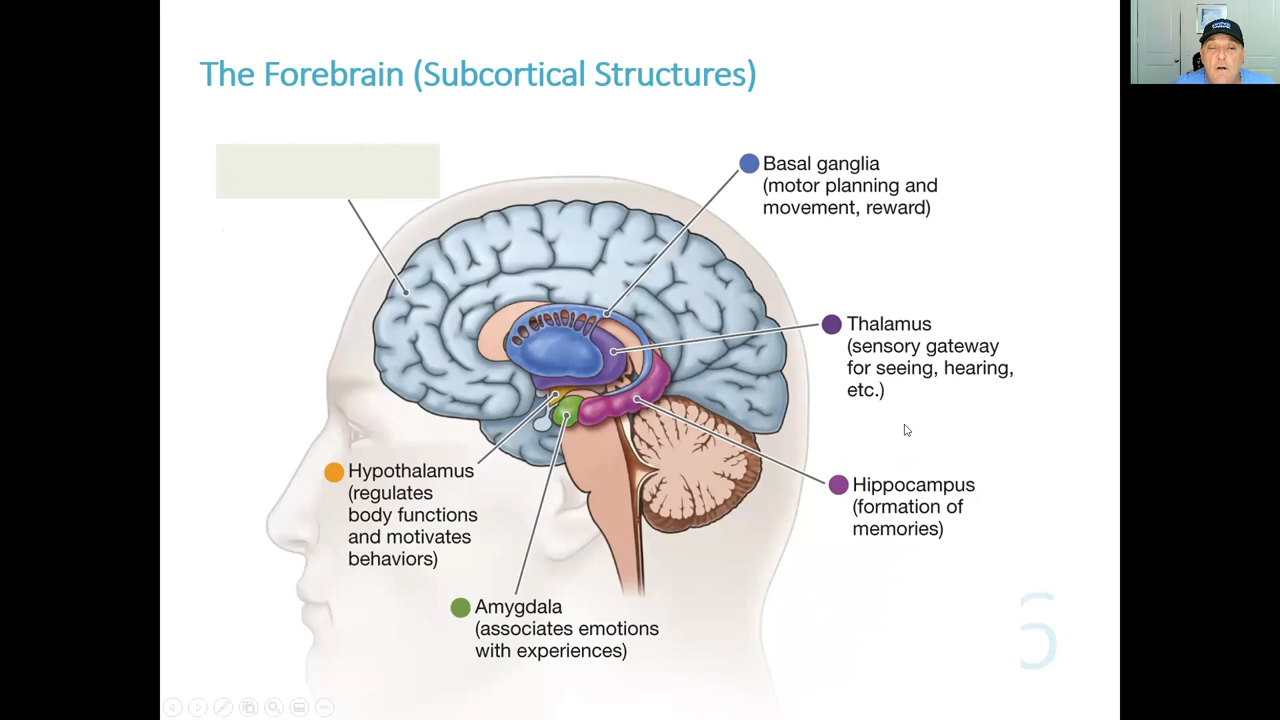 The Forebrain (Subcortical Structures)
Basal ganglia
(motor planning and
movement, reward)
Thalamus
(sensory gateway
for seeing, hearing,
etc.)
Hypothalamus
(regulates
body functions
and motivates
behaviors)
Hippocampus
(formation of
memories)
Amygdala
(associates emotions
with experiences)
6